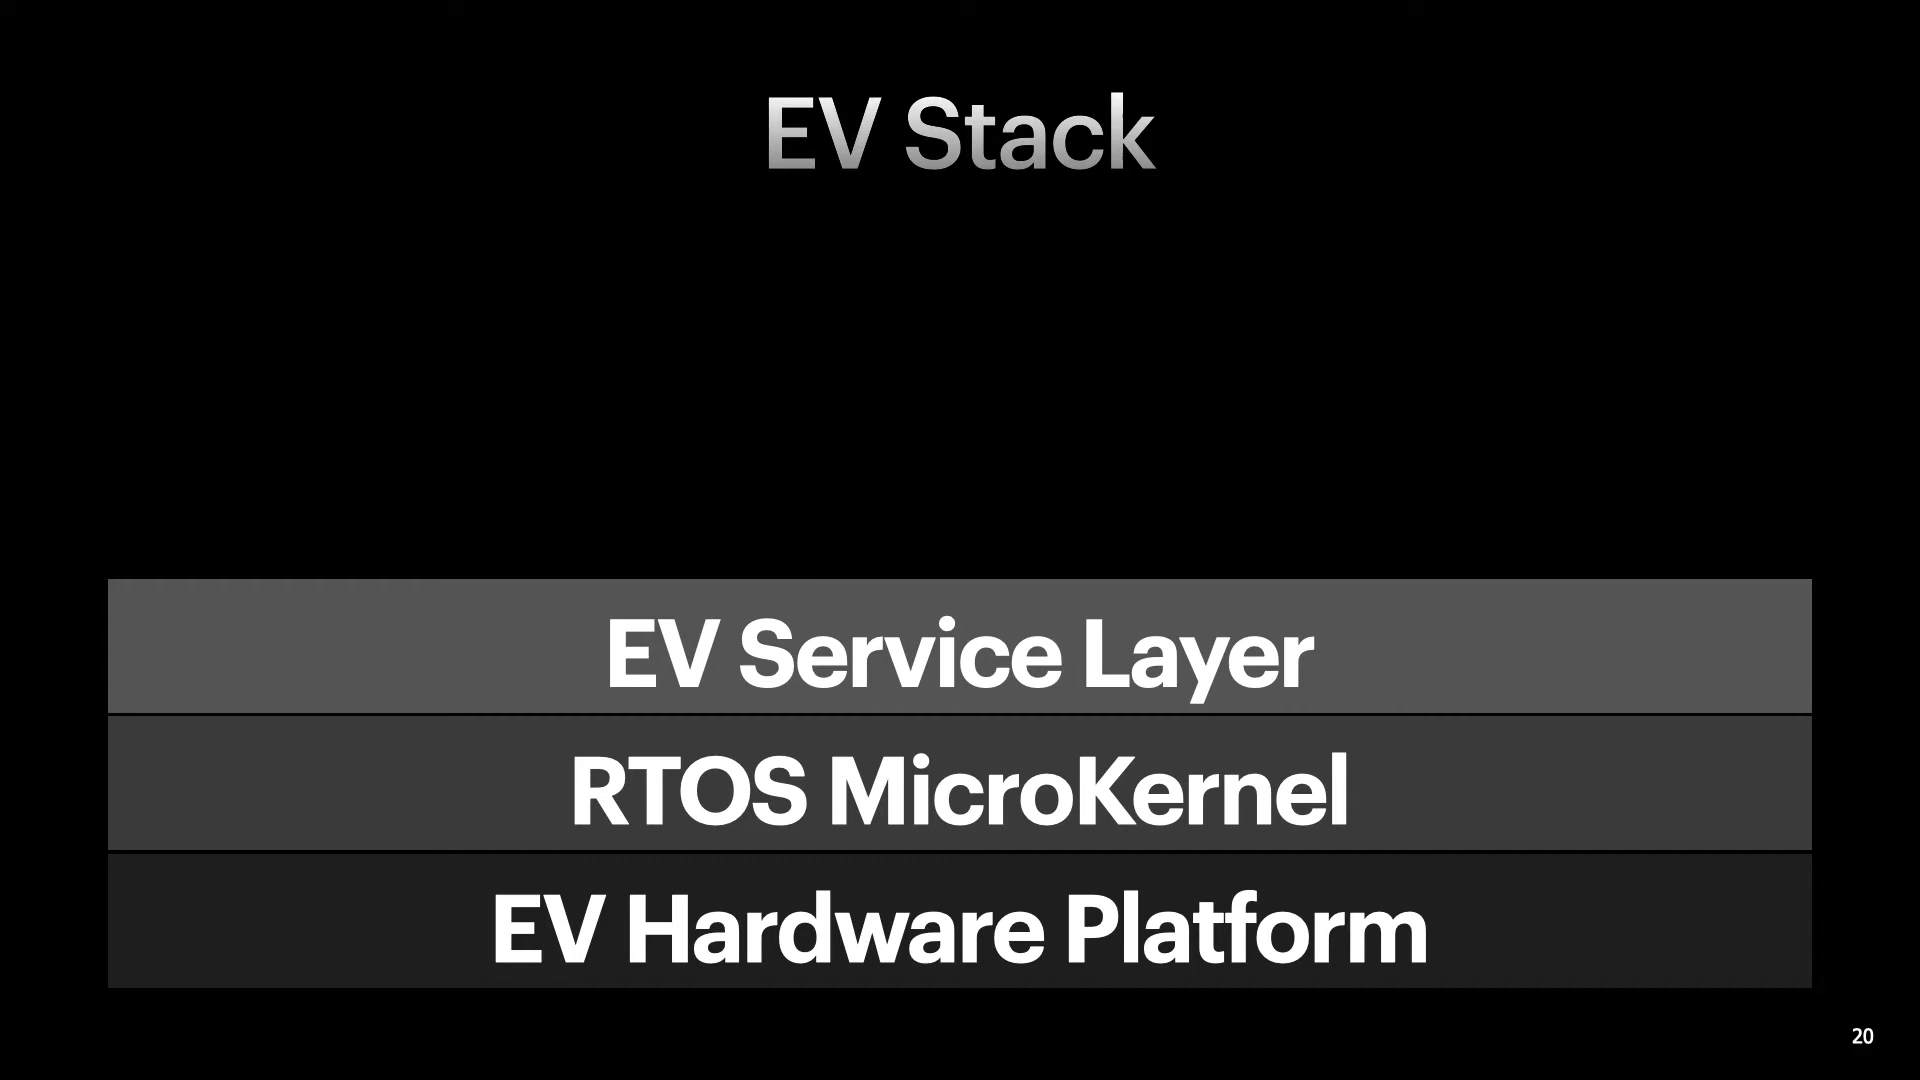 EV Stack
EV Service Layer
RTOS MicroKernel
EV Hardware Platform
20